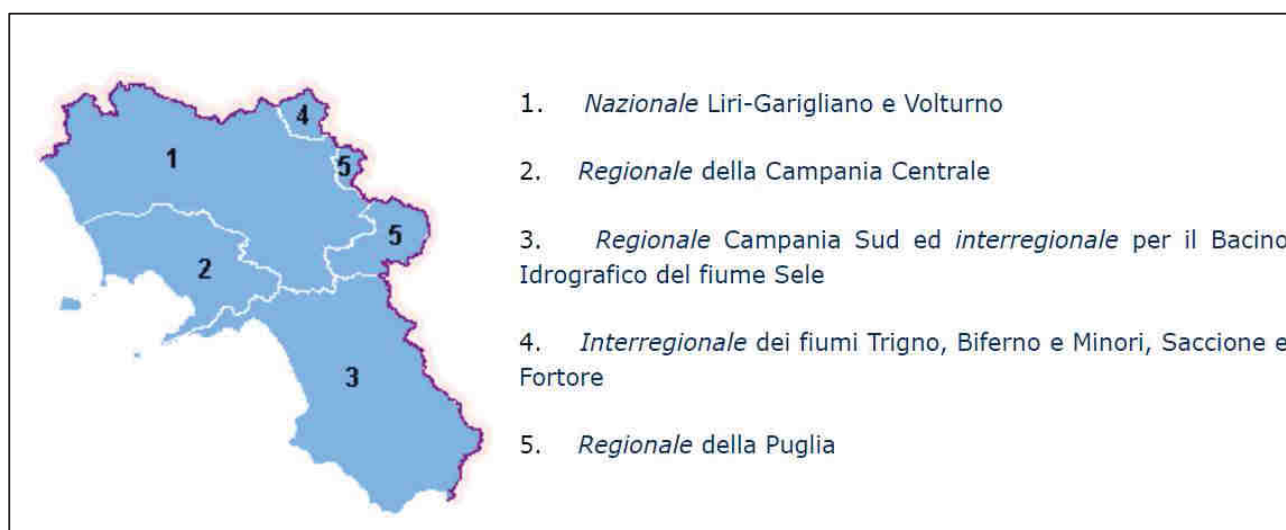 1. Nazionale Liri-Garigliano e Volturno
2. Regionale della Campania Centrale
3. Regionale Campania Sud ed interregionale per il Bacino
Idrografico del fiume Sele
4. Interregionale dei fiumi Trigno, Biferno e Minori, Saccione e
Fortore
5. Regionale della Puglia
4
1
5
5
2
3